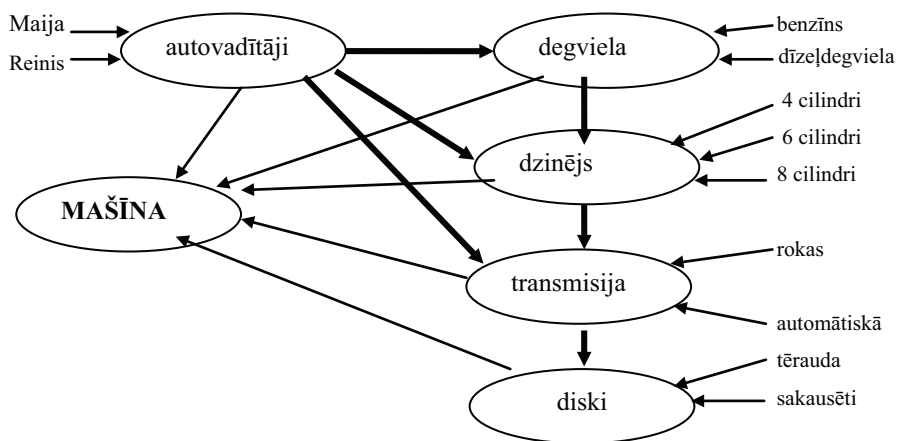 Maija
Reinis
autovadītāji
degviela
benzīns
dīzeļdegviela
4 cilindri
6 cilindri
8 cilindri
dzinējs
MAŠĪNA
rokas
transmisija
automātiskā
tērauda
diski
sakausēti